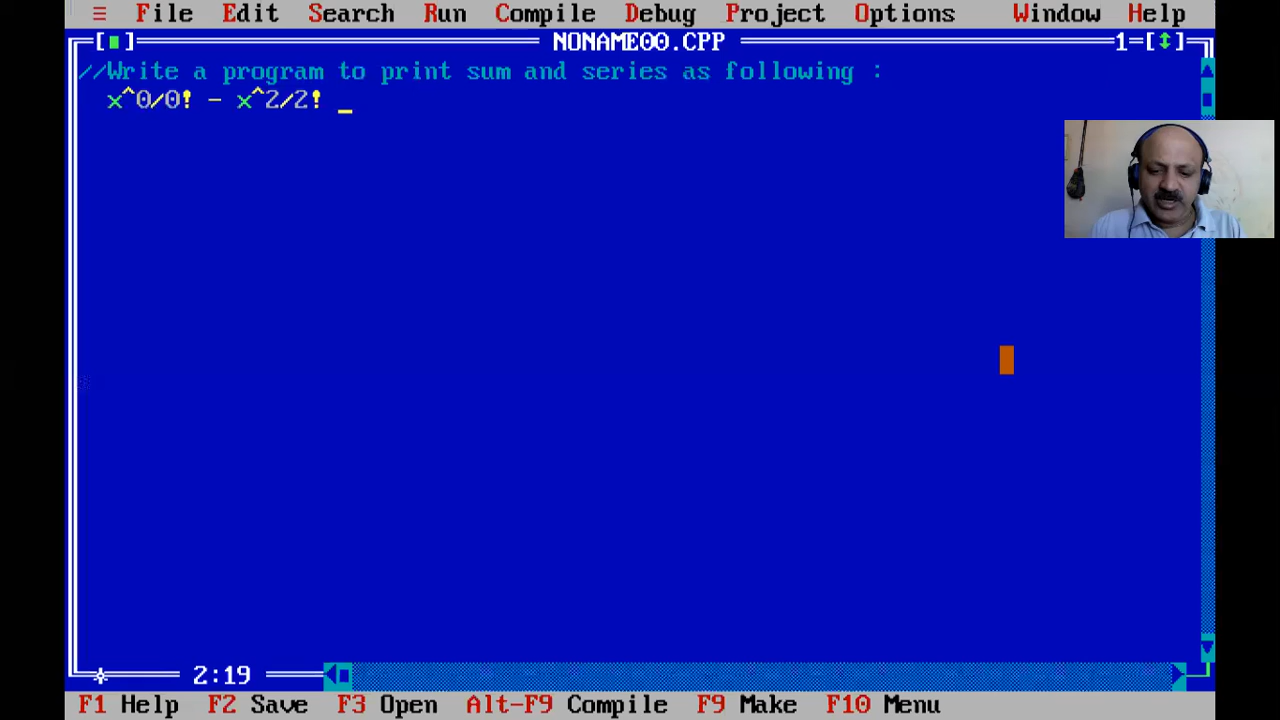 ≡ File Edit Search Run Compile Debug Project Options Window Help
[■] NONAME00.CPP 1=[↕]
//Write a program to print sum and series as following :
x^0/0! - x^2/2! _
2:19
F1 Help F2 Save F3 Open Alt-F9 Compile F9 Make F10 Menu